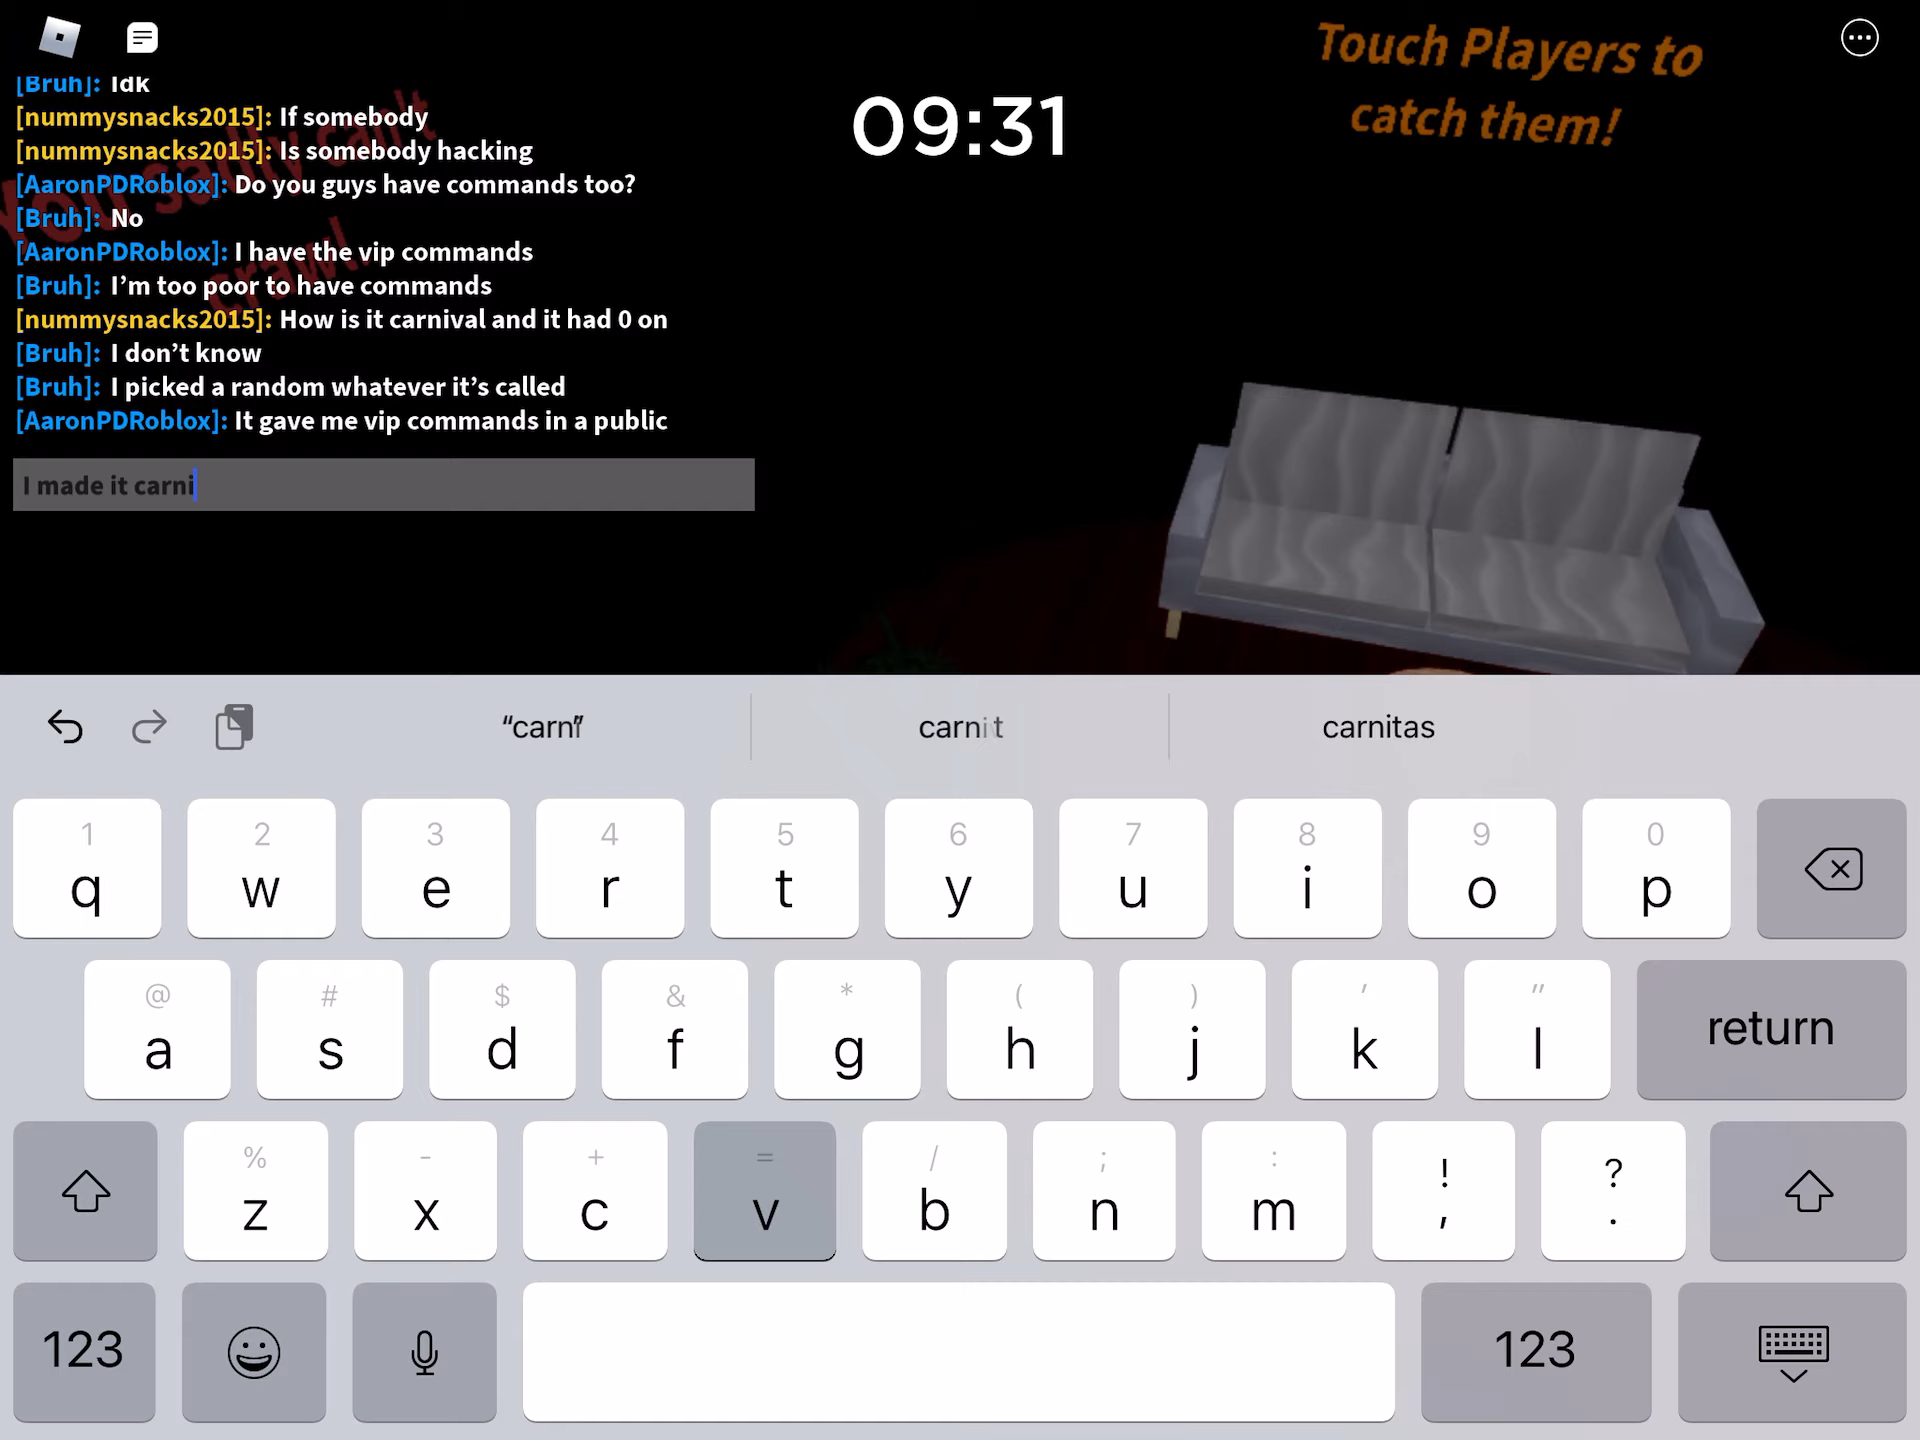 [Bruh]: Idk
[nummysnacks2015]: If somebody
[nummysnacks2015]: Is somebody hacking
[AaronPDRoblox]: Do you guys have commands too?
[Bruh]: No
[AaronPDRoblox]: I have the vip commands
[Bruh]: I’m too poor to have commands
[nummysnacks2015]: How is it carnival and it had 0 on
[Bruh]: I don’t know
[Bruh]: I picked a random whatever it’s called
[AaronPDRoblox]: It gave me vip commands in a public
I made it carni
You sadly can't
crawl
09:31
Touch Players to
catch them!
“carni” carnit carnitas
1 2 3 4 5 6 7 8 9 0
q w e r t y u i o p
@ # $ & * ( ) ' "
a s d f g h j k l return
% - + = / ; : ! ?
z x c v b n m , .
123 123